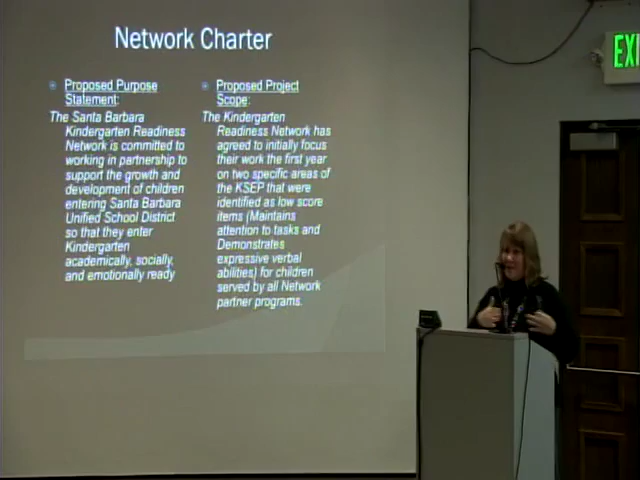 Network Charter
Proposed Purpose
Statement:
The Santa Barbara
Kindergarten Readiness
Network is committed to
working in partnership to
support the growth and
development of children
entering Santa Barbara
Unified School District
so that they enter
Kindergarten
academically, socially,
and emotionally ready
Proposed Project
Scope:
The Kindergarten
Readiness Network has
agreed to initially focus
their work the first year
on two specific areas of
the KSEP that were
identified as low score
items (Maintains
attention to tasks and
Demonstrates
expressive verbal
abilities) for children
served by all Network
partner programs.
EXI